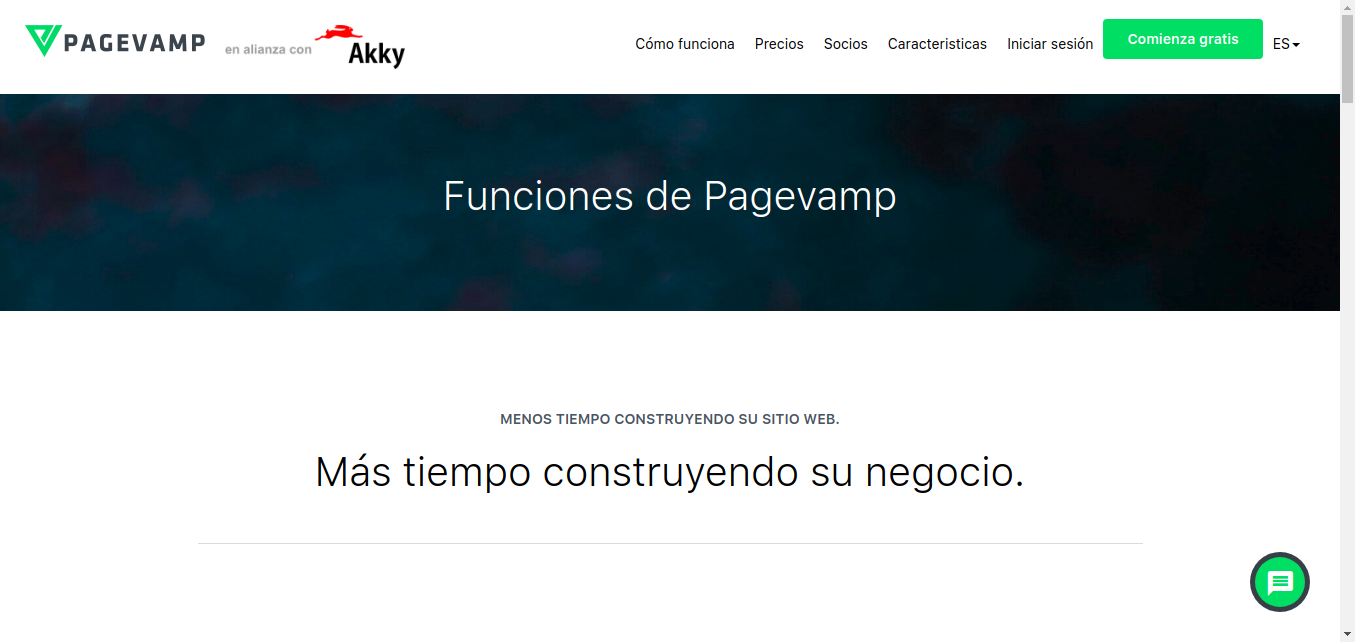 PAGEVAMP en alianza con Akky
Cómo funciona Precios Socios Caracteristicas Iniciar sesión Comienza gratis ES
Funciones de Pagevamp
MENOS TIEMPO CONSTRUYENDO SU SITIO WEB.
Más tiempo construyendo su negocio.